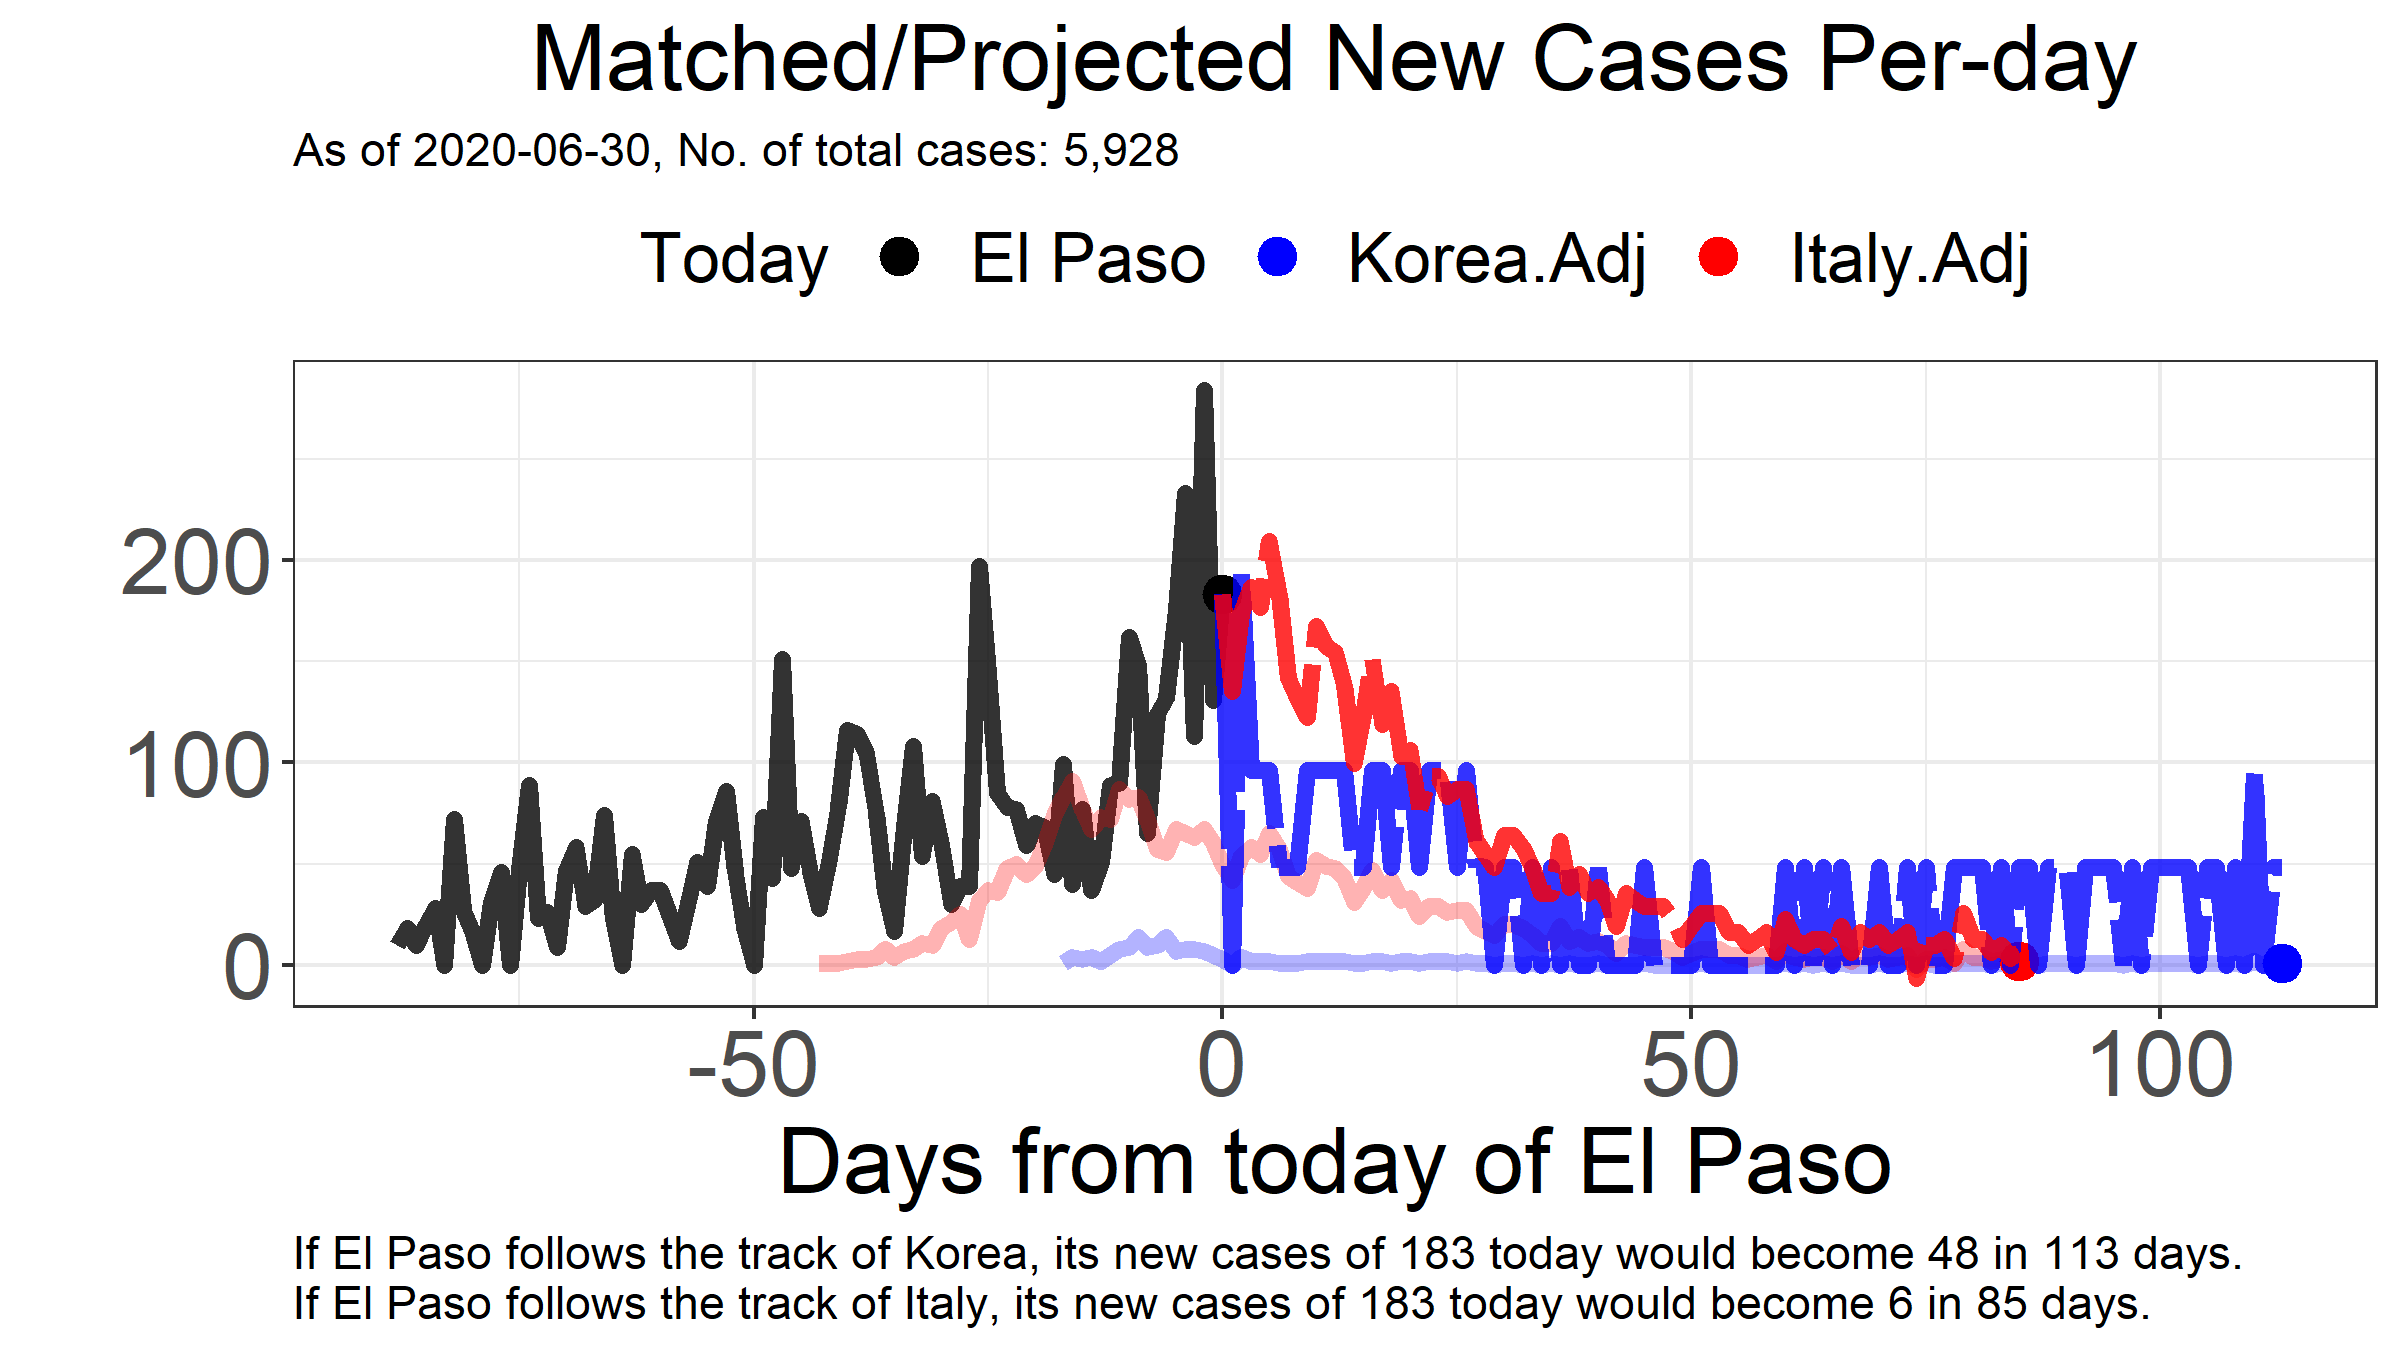 Matched/Projected New Cases Per-day
As of 2020-06-30, No. of total cases: 5,928
Today El Paso Korea.Adj Italy.Adj
200
100
0
-50 0 50 100
Days from today of El Paso
If El Paso follows the track of Korea, its new cases of 183 today would become 48 in 113 days.
If El Paso follows the track of Italy, its new cases of 183 today would become 6 in 85 days.